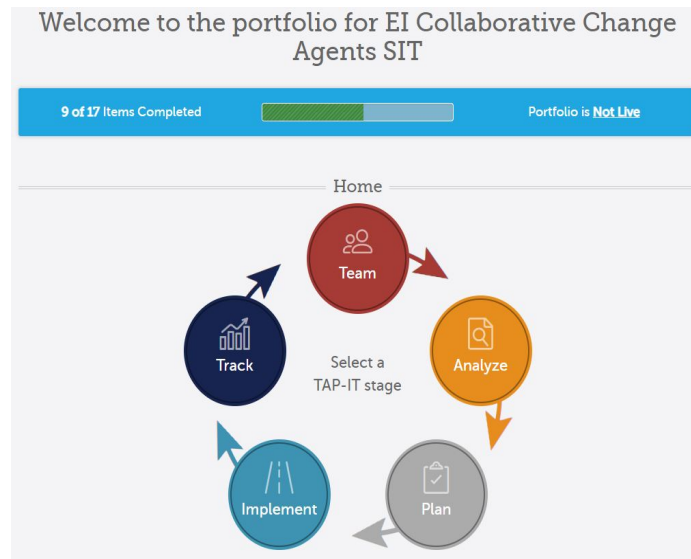 Welcome to the portfolio for EI Collaborative Change
Agents SIT
9 of 17 Items Completed
Portfolio is Not Live
Home
Team
Track
Select a
TAP-IT stage
Analyze
Implement
Plan